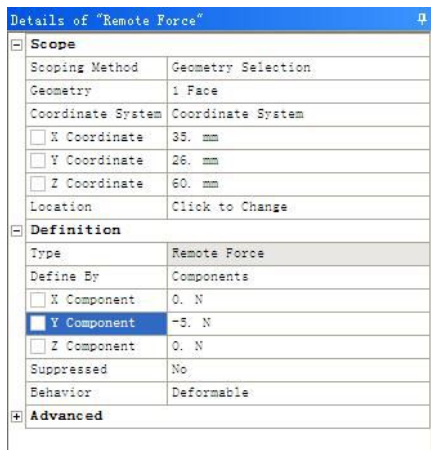 Details of "Remote Force"
Scope
Scoping Method Geometry Selection
Geometry 1 Face
Coordinate System Coordinate System
X Coordinate 35. mm
Y Coordinate 26. mm
Z Coordinate 60. mm
Location Click to Change
Definition
Type Remote Force
Define By Components
X Component 0. N
Y Component -5. N
Z Component 0. N
Suppressed No
Behavior Deformable
Advanced